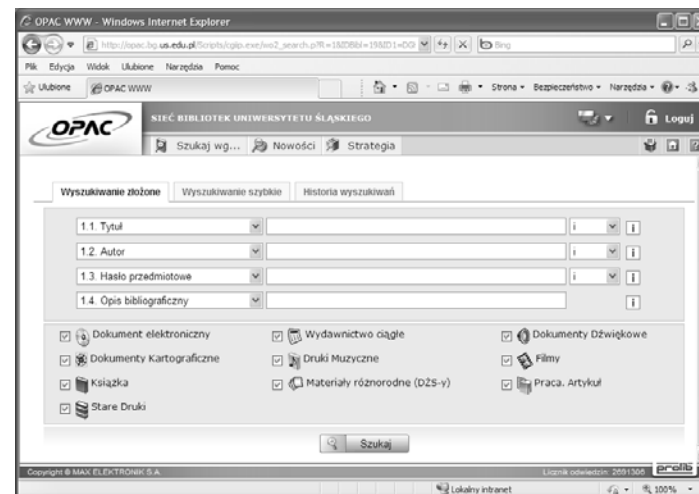 OPAC WWW - Windows Internet Explorer
Bing
Plik Edycja Widok Ulubione Narzędzia Pomoc
Ulubione OPAC WWW Strona Bezpieczeństwo Narzędzia
OPAC SIEĆ BIBLIOTEK UNIWERSYTETU ŚLĄSKIEGO Loguj
Szukaj wg... Nowości Strategia
Wyszukiwanie złożone Wyszukiwanie szybkie Historia wyszukiwań
1.1. Tytuł i i
1.2. Autor i i
1.3. Hasło przedmiotowe i i
1.4. Opis bibliograficzny i
Dokument elektroniczny Wydawnictwo ciągłe Dokumenty Dźwiękowe
Dokumenty Kartograficzne Druki Muzyczne Filmy
Książka Materiały różnorodne (DŻS-y) Praca. Artykuł
Stare Druki
Szukaj
Copyright © MAX ELEKTRONIK S.A. Licznik odwiedzin: 2691306 prolib
Lokalny intranet 100%